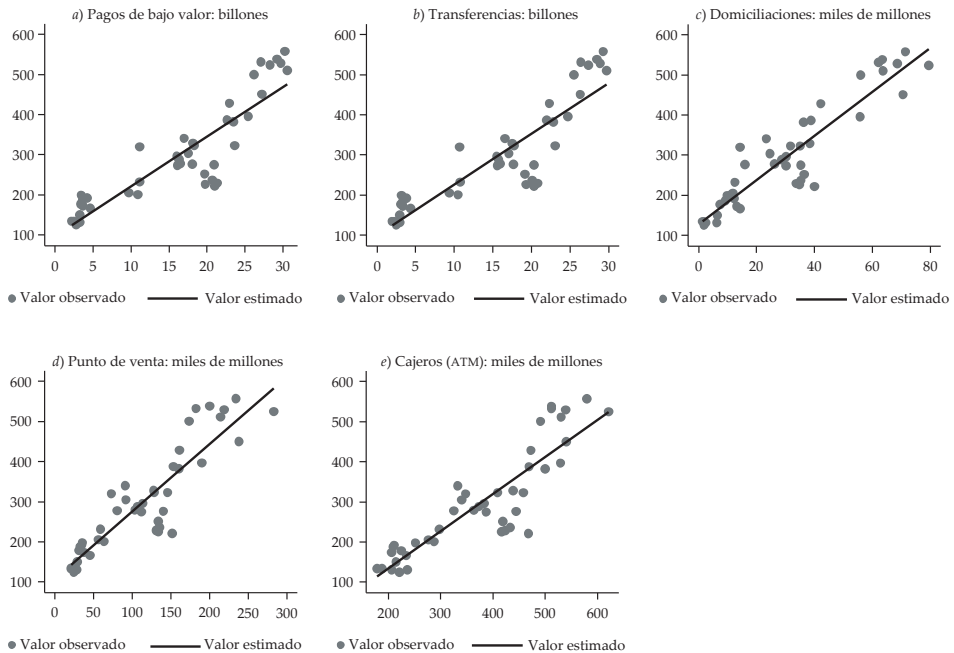 a) Pagos de bajo valor: billones
600
500
400
300
200
100
0 5 10 15 20 25 30
Valor observado Valor estimado
b) Transferencias: billones
600
500
400
300
200
100
0 5 10 15 20 25 30
Valor observado Valor estimado
c) Domiciliaciones: miles de millones
600
500
400
300
200
100
0 20 40 60 80
Valor observado Valor estimado
d) Punto de venta: miles de millones
600
500
400
300
200
100
0 50 100 150 200 250 300
Valor observado Valor estimado
e) Cajeros (ATM): miles de millones
600
500
400
300
200
100
200 300 400 500 600
Valor observado Valor estimado